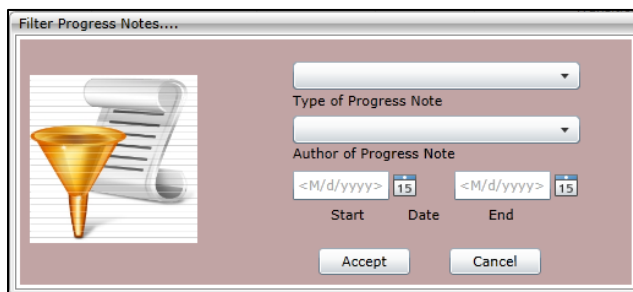 Filter Progress Notes....
Type of Progress Note
Author of Progress Note
<M/d/yyyy> 15 <M/d/yyyy> 15
Start Date End
Accept Cancel